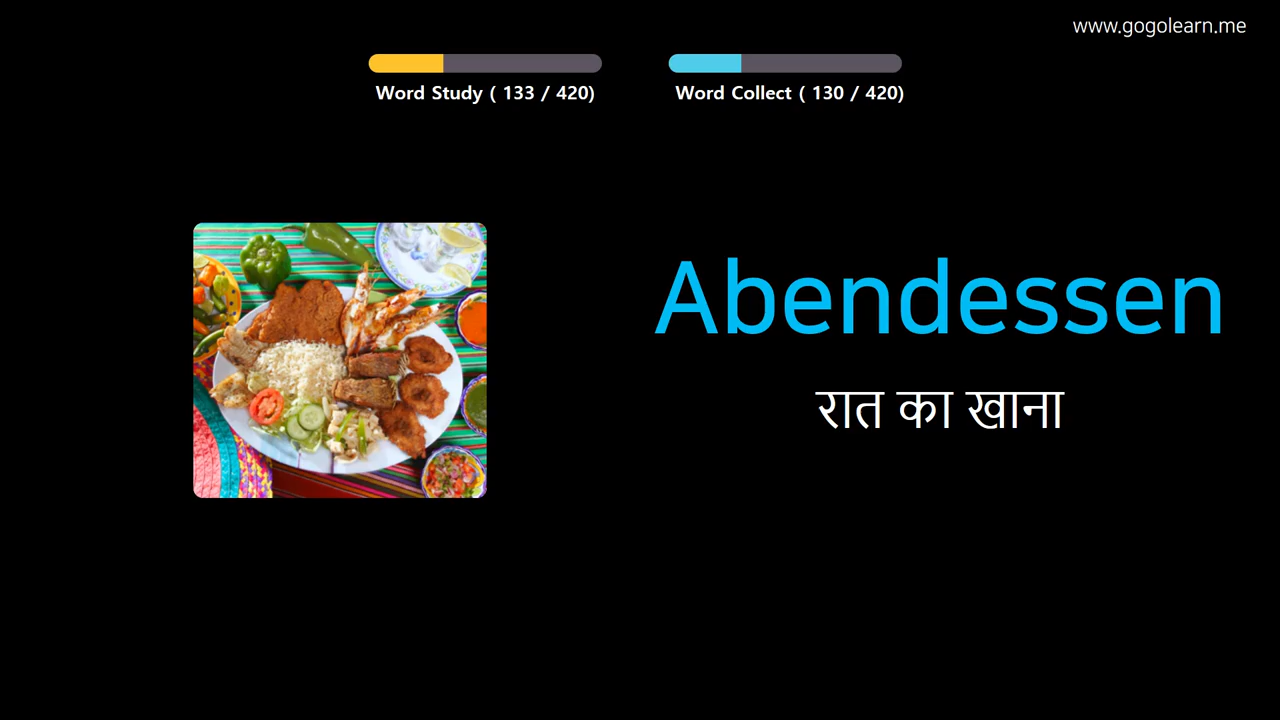 www.gogolearn.me
Word Study ( 133 / 420)
Word Collect ( 130 / 420)
Abendessen
रात का खाना